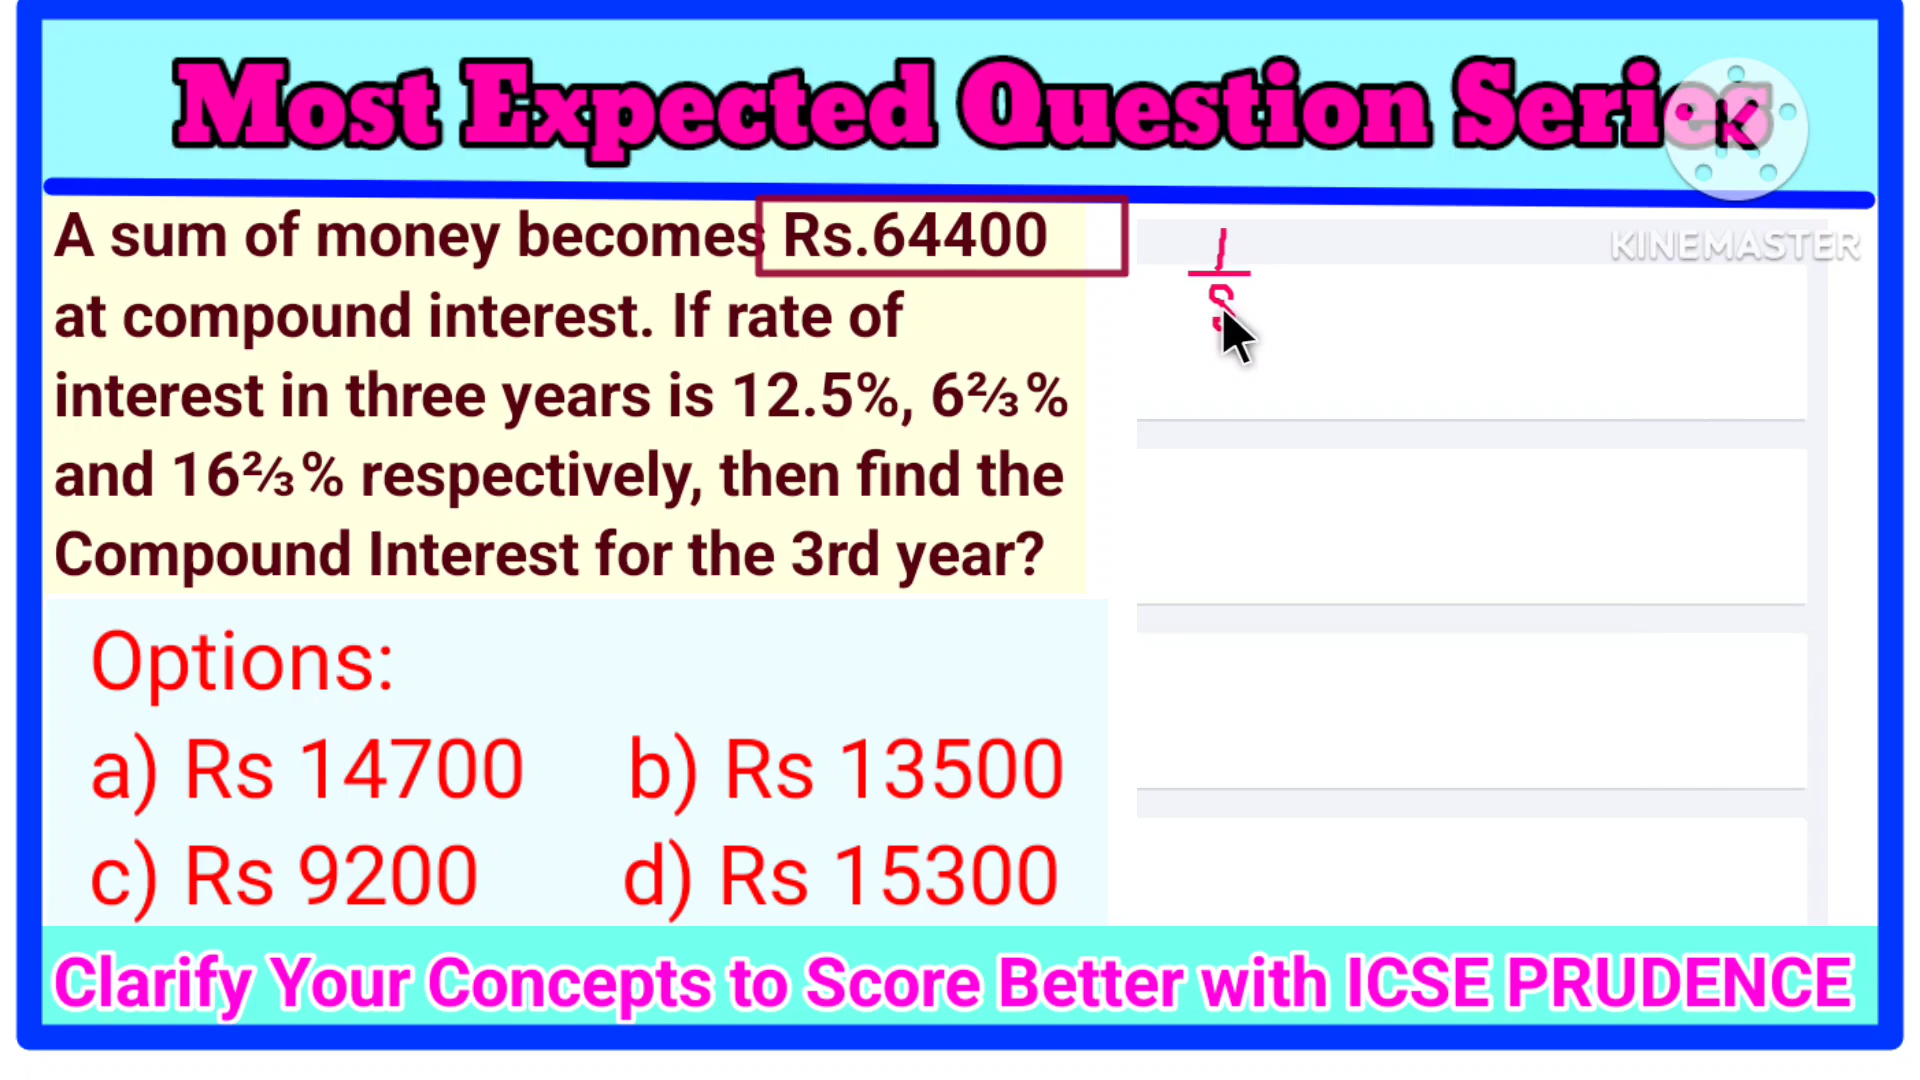 Most Expected Question Series
KINEMASTER
A sum of money becomes Rs.64400
at compound interest. If rate of
interest in three years is 12.5%, 6⅔%
and 16⅔% respectively, then find the
Compound Interest for the 3rd year?
1
Options:
a) Rs 14700 b) Rs 13500
c) Rs 9200 d) Rs 15300
Clarify Your Concepts to Score Better with ICSE PRUDENCE